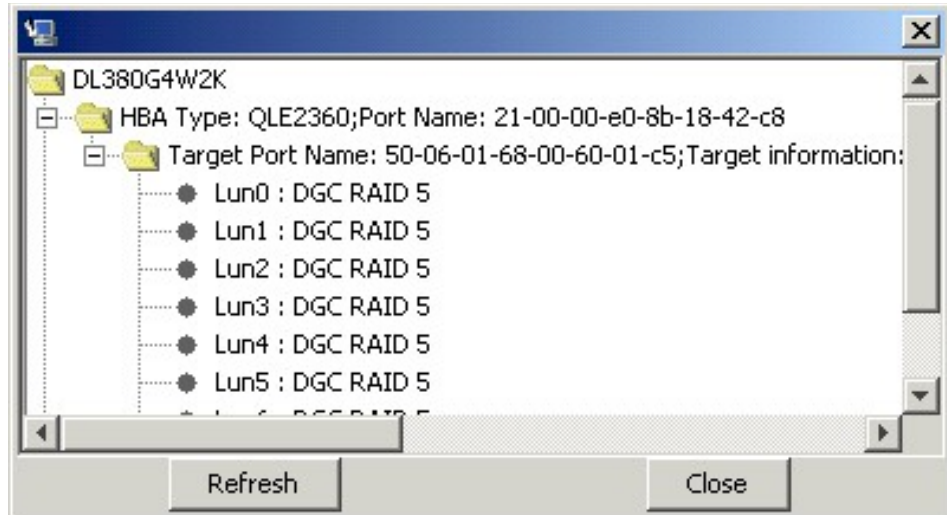 DL380G4W2K
HBA Type: QLE2360;Port Name: 21-00-00-e0-8b-18-42-c8
Target Port Name: 50-06-01-68-00-60-01-c5;Target information:
Lun0 : DGC RAID 5
Lun1 : DGC RAID 5
Lun2 : DGC RAID 5
Lun3 : DGC RAID 5
Lun4 : DGC RAID 5
Lun5 : DGC RAID 5
Refresh
Close